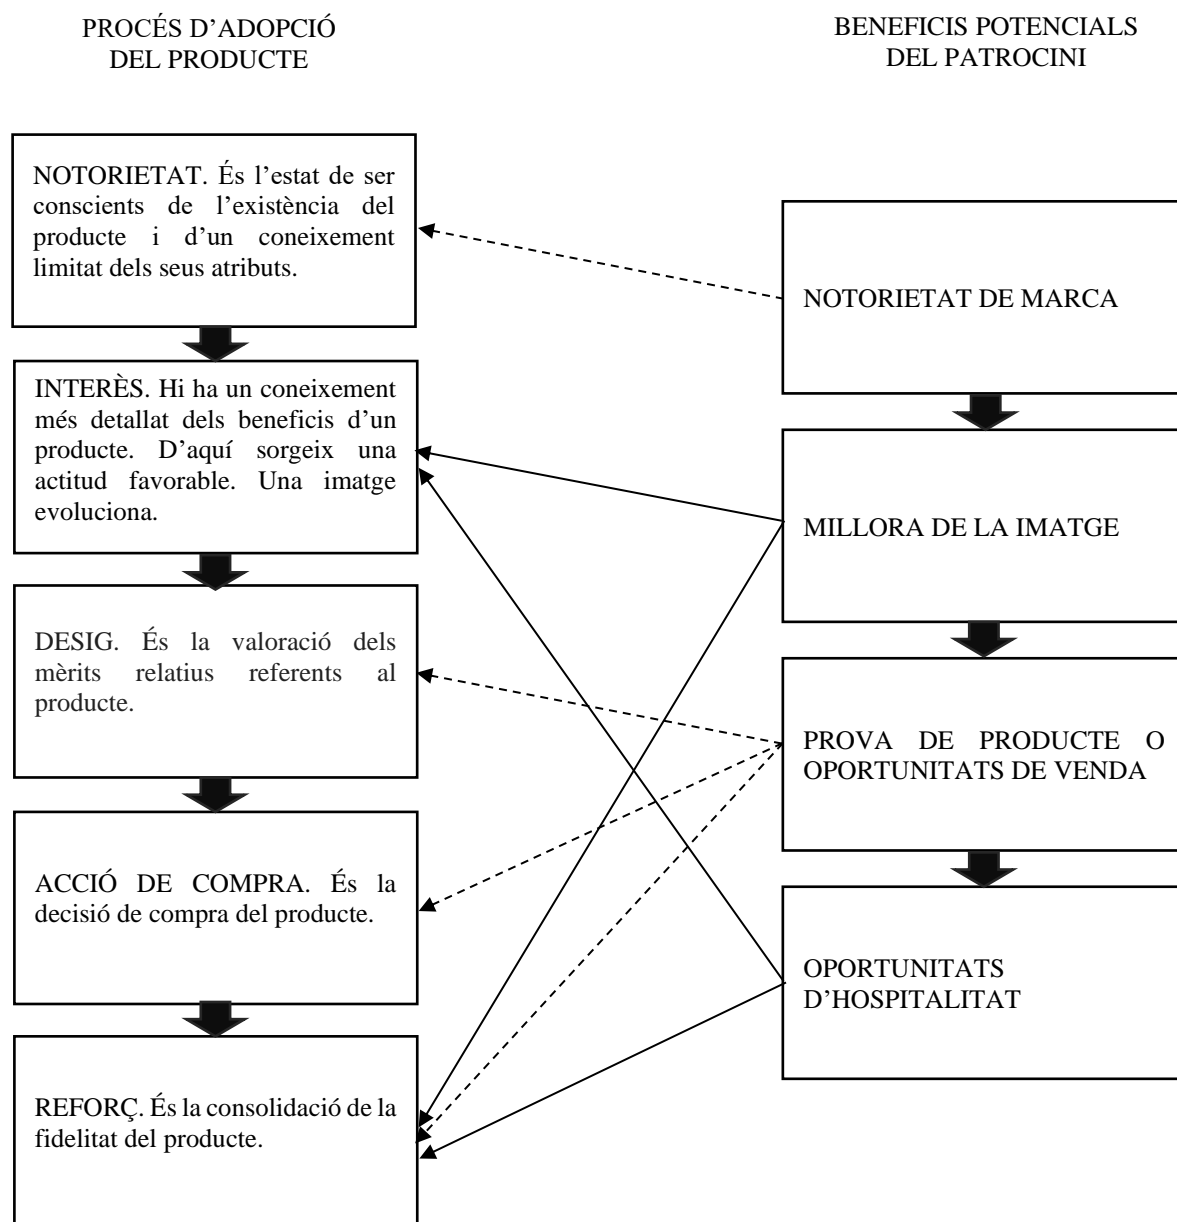 PROCÉS D’ADOPCIÓ
DEL PRODUCTE
BENEFICIS POTENCIALS
DEL PATROCINI
NOTORIETAT. És l’estat de ser
conscients de l’existència del
producte i d’un coneixement
limitat dels seus atributs.
INTERÈS. Hi ha un coneixement
més detallat dels beneficis d’un
producte. D’aquí sorgeix una
actitud favorable. Una imatge
evoluciona.
DESIG. És la valoració dels
mèrits relatius referents al
producte.
ACCIÓ DE COMPRA. És la
decisió de compra del producte.
REFORÇ. És la consolidació de la
fidelitat del producte.
NOTORIETAT DE MARCA
MILLORA DE LA IMATGE
PROVA DE PRODUCTE O
OPORTUNITATS DE VENDA
OPORTUNITATS
D’HOSPITALITAT